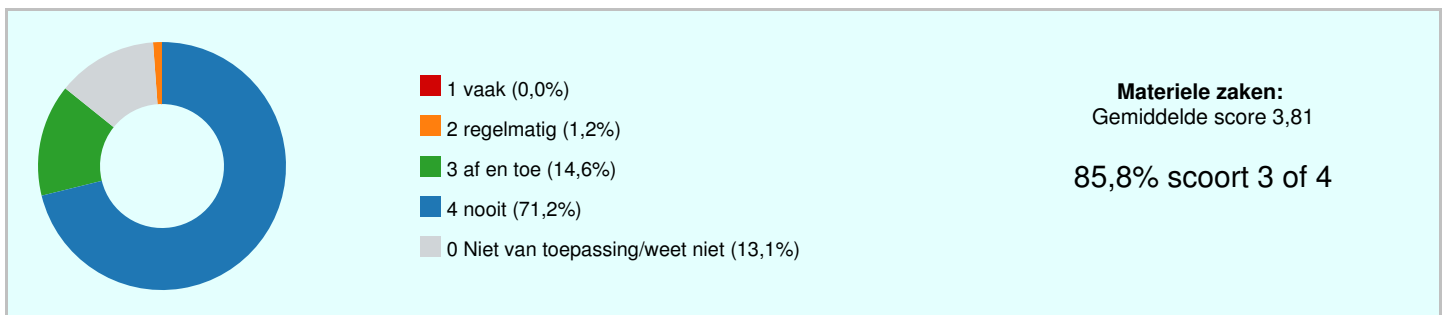 1 vaak (0,0%)
2 regelmatig (1,2%)
3 af en toe (14,6%)
4 nooit (71,2%)
0 Niet van toepassing/weet niet (13,1%)
Materiele zaken:
Gemiddelde score 3,81
85,8% scoort 3 of 4